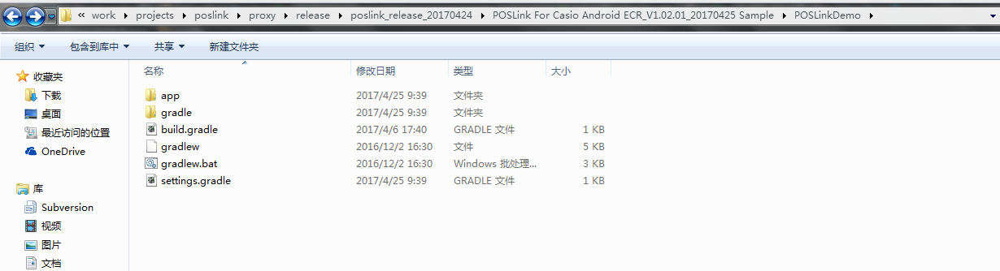 « work projects poslink proxy release poslink_release_20170424 POSLink For Casio Android ECR_V1.02.01_20170425 Sample POSLinkDemo
组织 包含到库中 共享 新建文件夹
名称 修改日期 类型 大小
收藏夹
下载
桌面
最近访问的位置
OneDrive
库
Subversion
视频
图片
文档
app 2017/4/25 9:39 文件夹
gradle 2017/4/25 9:39 文件夹
build.gradle 2017/4/6 17:40 GRADLE 文件 1 KB
gradlew 2016/12/2 16:30 文件 5 KB
gradlew.bat 2016/12/2 16:30 Windows 批处理... 3 KB
settings.gradle 2017/4/25 9:39 GRADLE 文件 1 KB